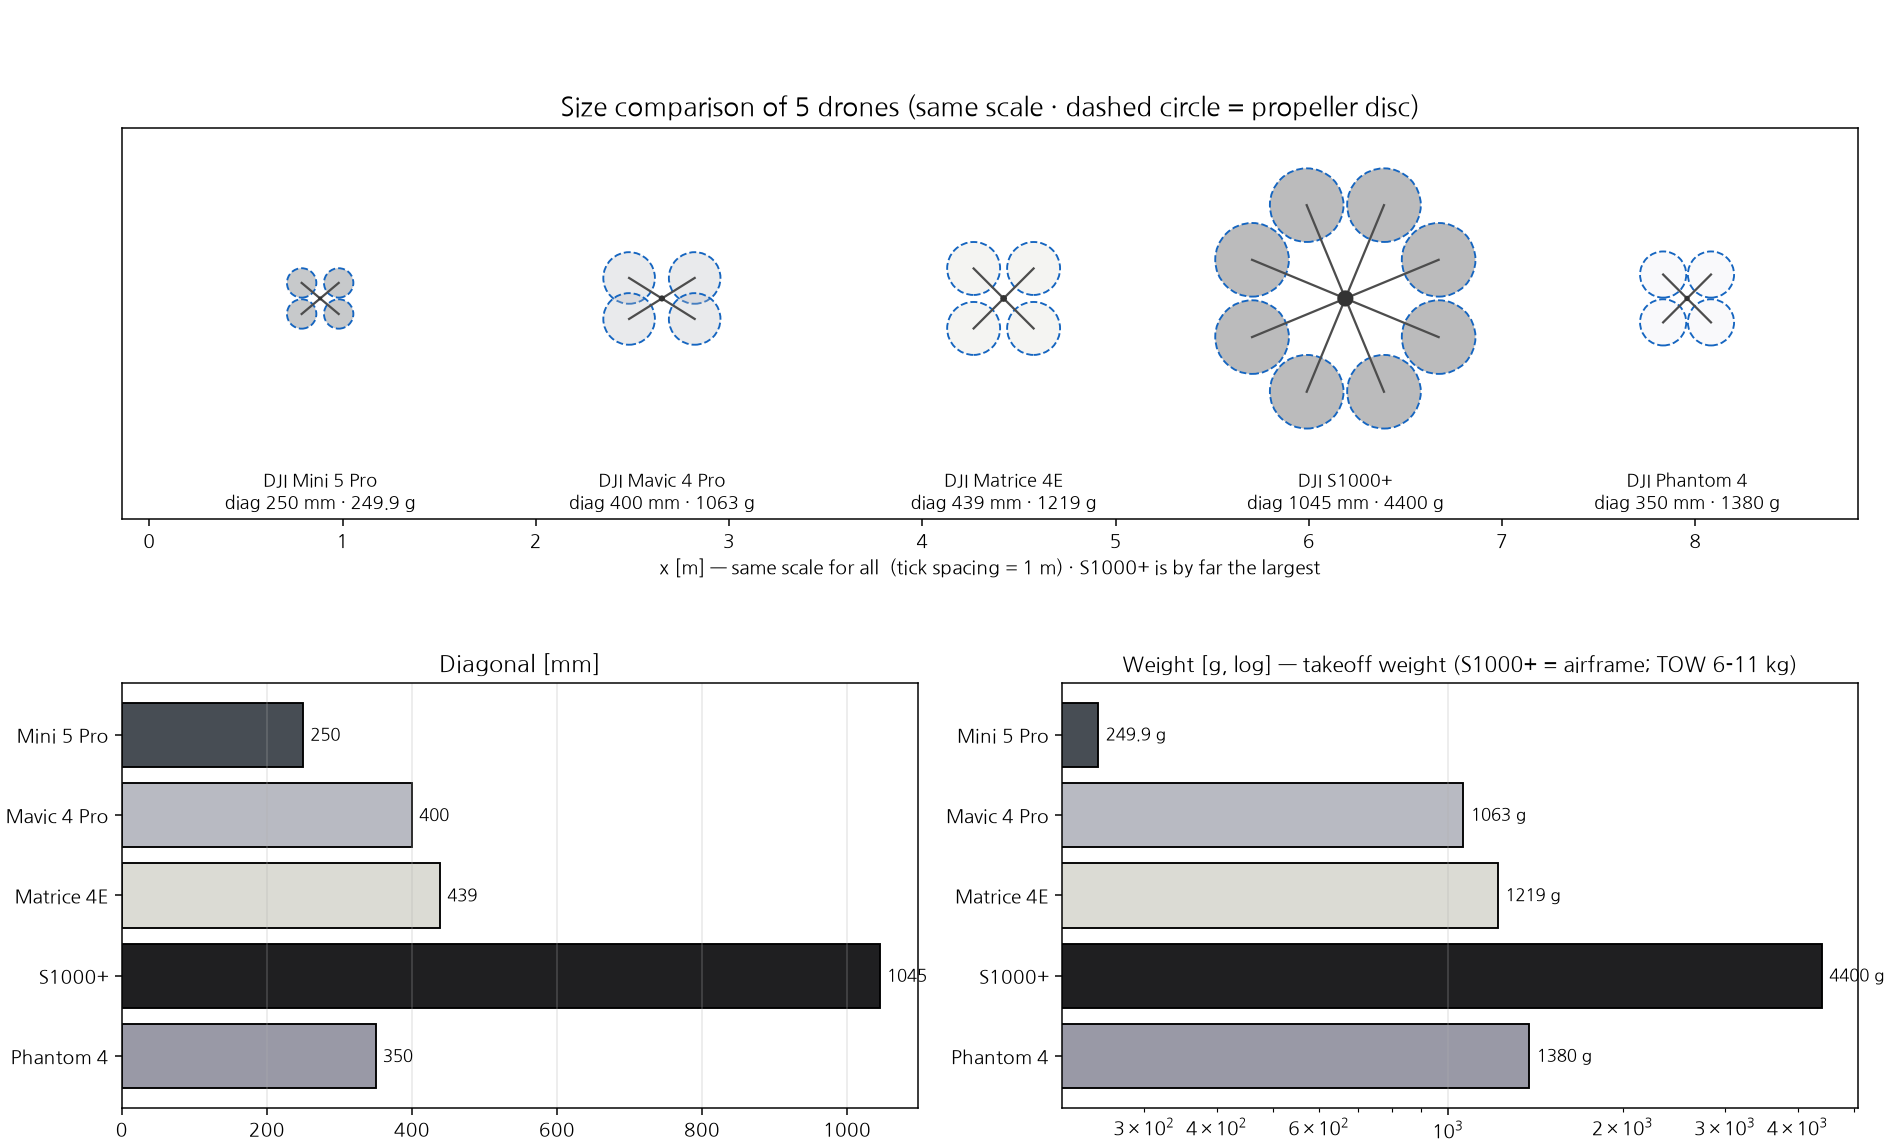 Size comparison of 5 drones (same scale · dashed circle = propeller disc)
DJI Mini 5 Pro
diag 250 mm · 249.9 g
DJI Mavic 4 Pro
diag 400 mm · 1063 g
DJI Matrice 4E
diag 439 mm · 1219 g
DJI S1000+
diag 1045 mm · 4400 g
DJI Phantom 4
diag 350 mm · 1380 g
0 1 2 3 4 5 6 7 8
x [m] — same scale for all (tick spacing = 1 m) · S1000+ is by far the largest
Diagonal [mm]
Mini 5 Pro 250
Mavic 4 Pro 400
Matrice 4E 439
S1000+ 1045
Phantom 4 350
0 200 400 600 800 1000
Weight [g, log] — takeoff weight (S1000+ = airframe; TOW 6-11 kg)
Mini 5 Pro 249.9 g
Mavic 4 Pro 1063 g
Matrice 4E 1219 g
S1000+ 4400 g
Phantom 4 1380 g
3×10² 4×10² 6×10² 10³ 2×10³ 3×10³ 4×10³